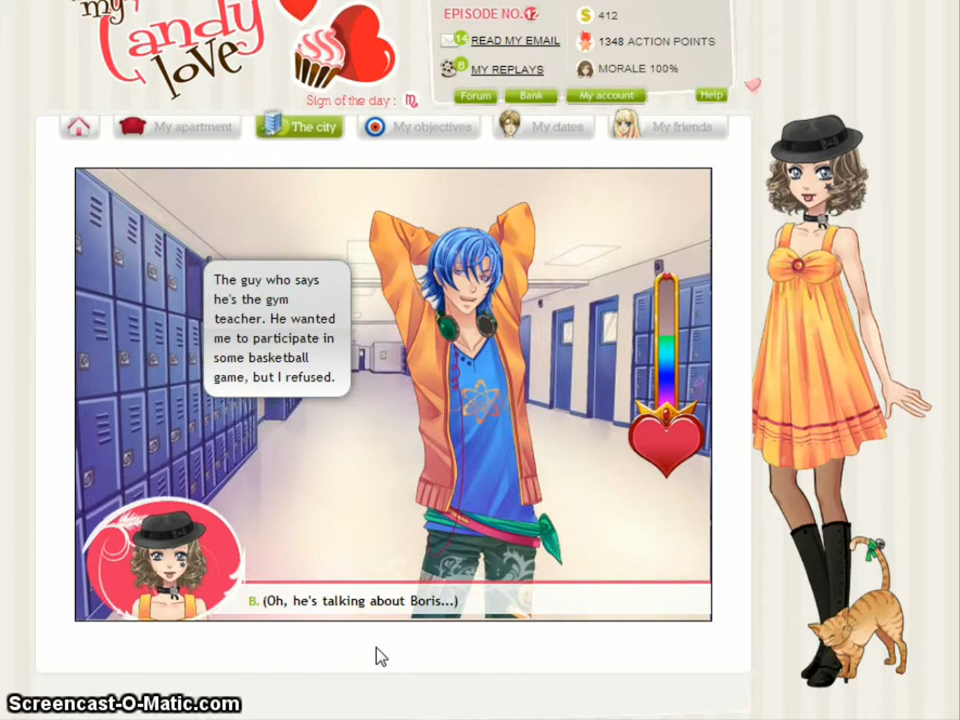 my
Candy
love
EPISODE NO.12
$ 412
14 READ MY EMAIL
1348 ACTION POINTS
6 MY REPLAYS
MORALE 100%
Sign of the day : ♏
Forum
Bank
My account
Help
My apartment
The city
My objectives
My dates
My friends
The guy who says
he's the gym
teacher. He wanted
me to participate in
some basketball
game, but I refused.
B. (Oh, he's talking about Boris...)
Screencast-O-Matic.com